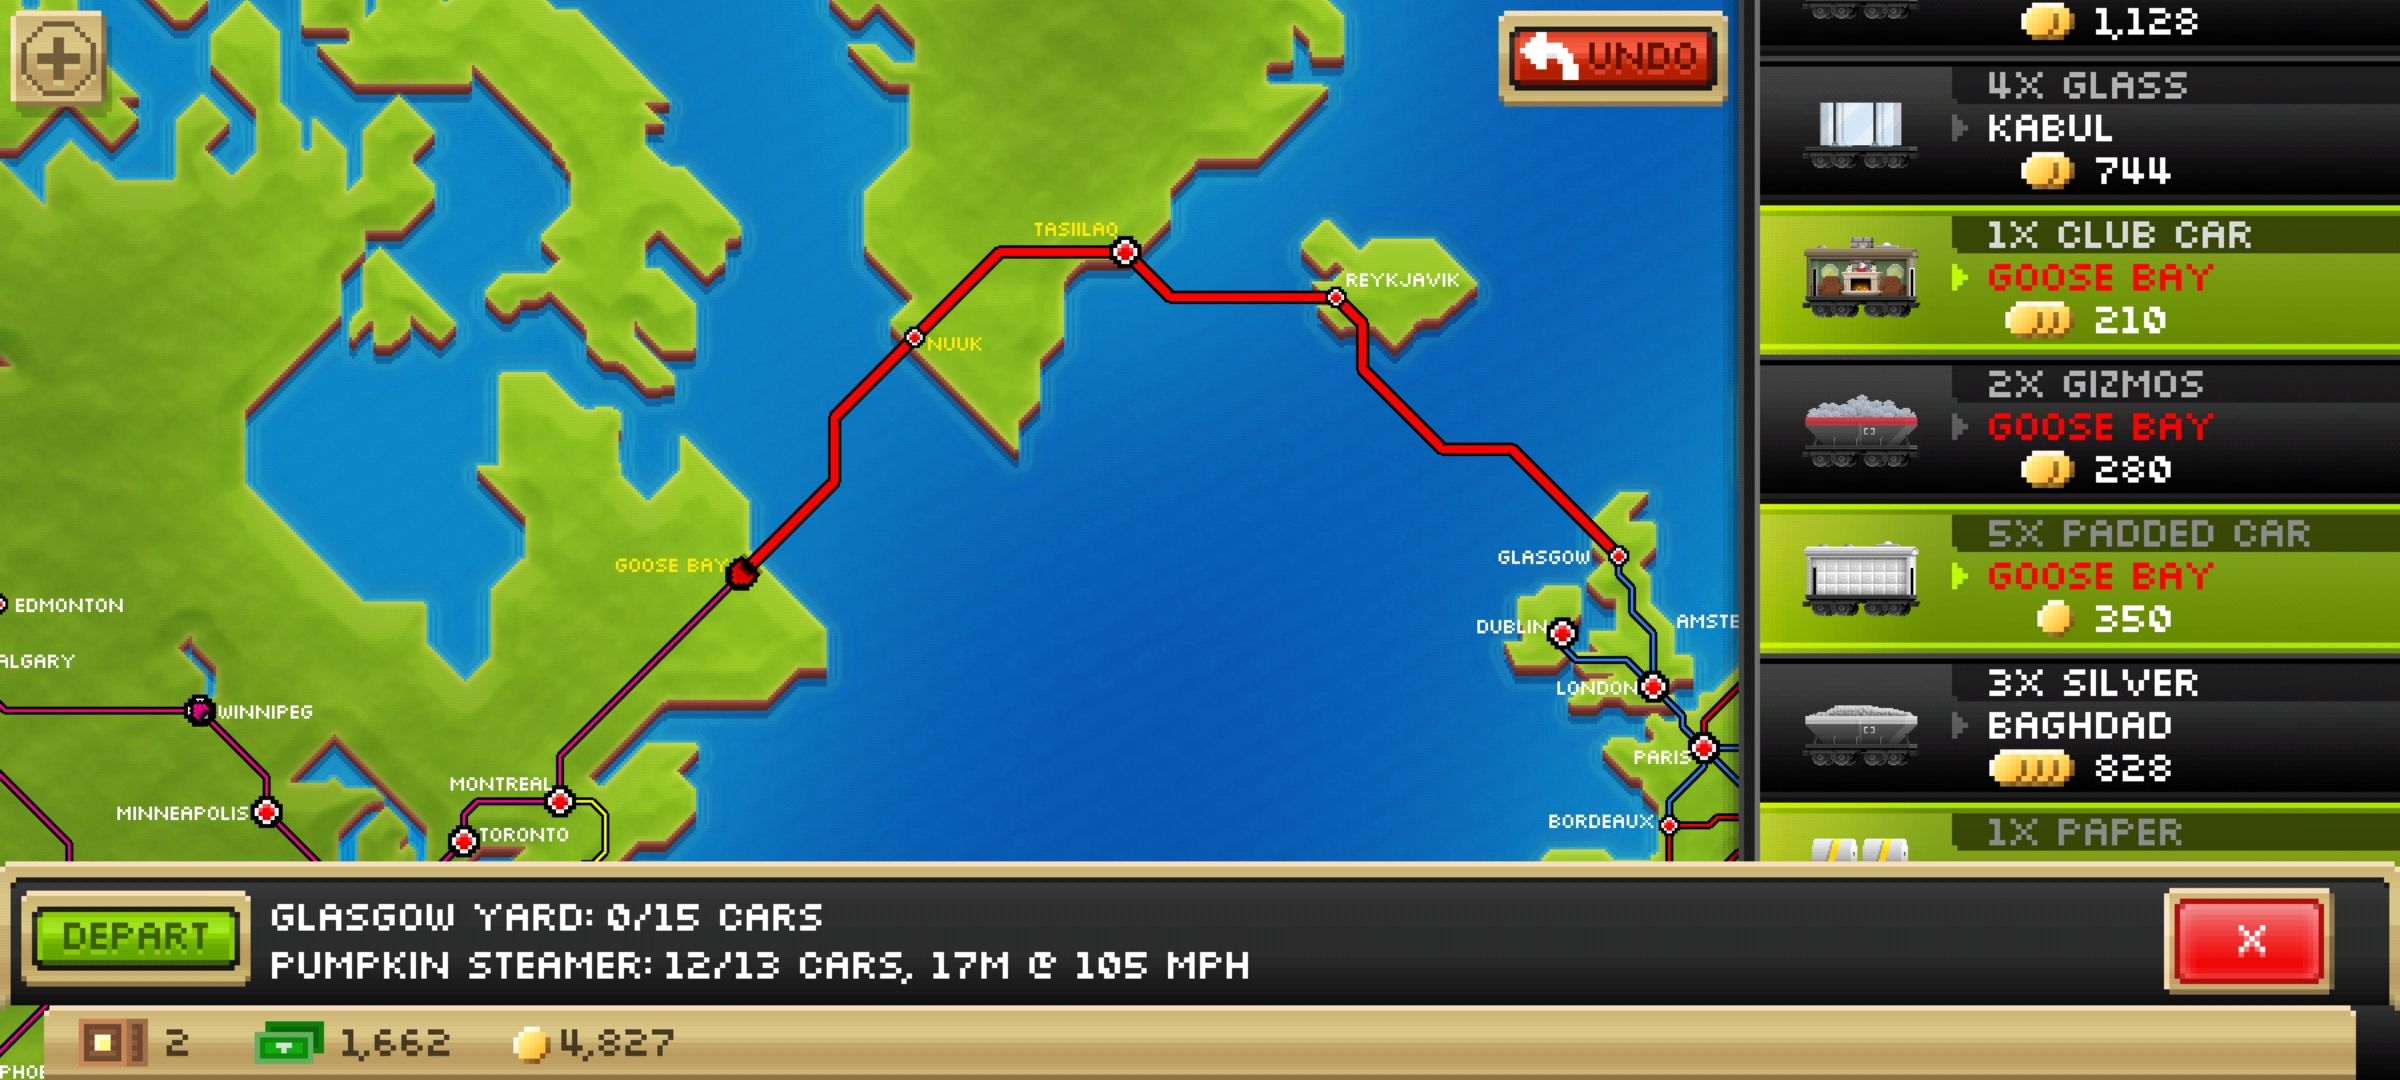 UNDO
1,128
4X GLASS
KABUL
744
1X CLUB CAR
GOOSE BAY
210
2X GIZMOS
GOOSE BAY
280
5X PADDED CAR
GOOSE BAY
350
3X SILVER
BAGHDAD
828
1X PAPER
TASIILAQ
REYKJAVIK
NUUK
GLASGOW
GOOSE BAY
EDMONTON
DUBLIN
AMSTE
ALGARY
LONDON
WINNIPEG
PARIS
MONTREAL
MINNEAPOLIS
BORDEAUX
TORONTO
DEPART
GLASGOW YARD: 0/15 CARS
PUMPKIN STEAMER: 12/13 CARS, 17M @ 105 MPH
X
2
1,662
4,827
PHOE